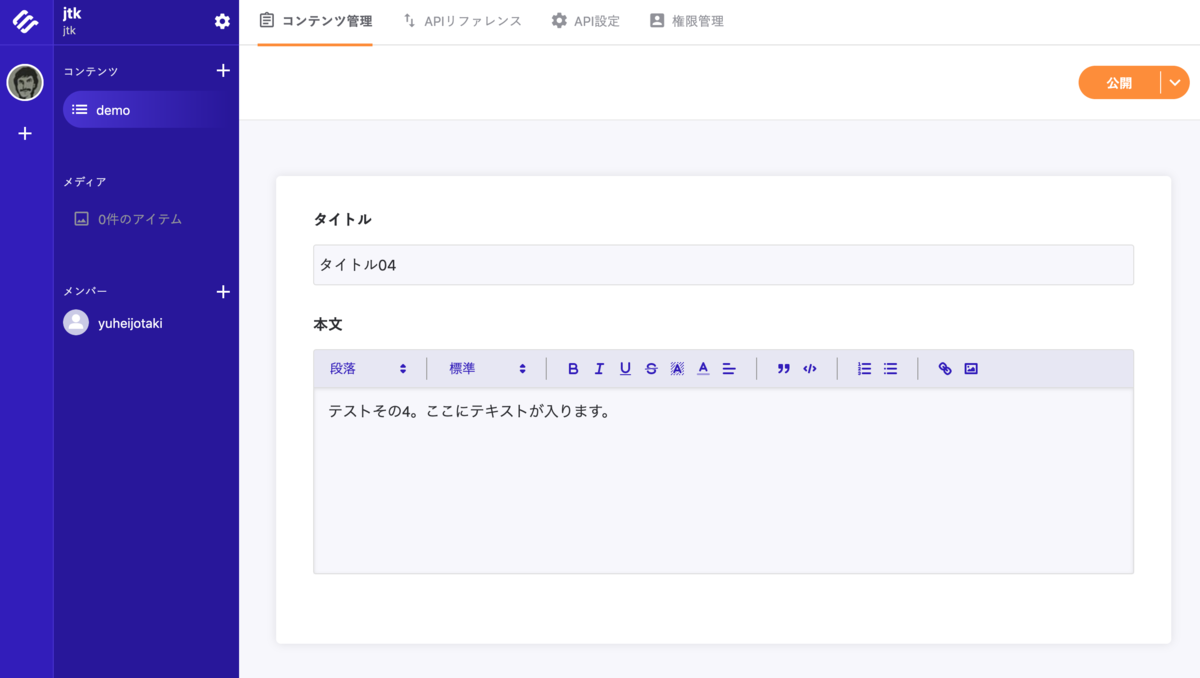 jtk
jtk
コンテンツ
demo
メディア
0件のアイテム
メンバー
yuheijotaki
コンテンツ管理
APIリファレンス
API設定
権限管理
公開
タイトル
タイトル04
本文
段落
標準
テストその4。ここにテキストが入ります。